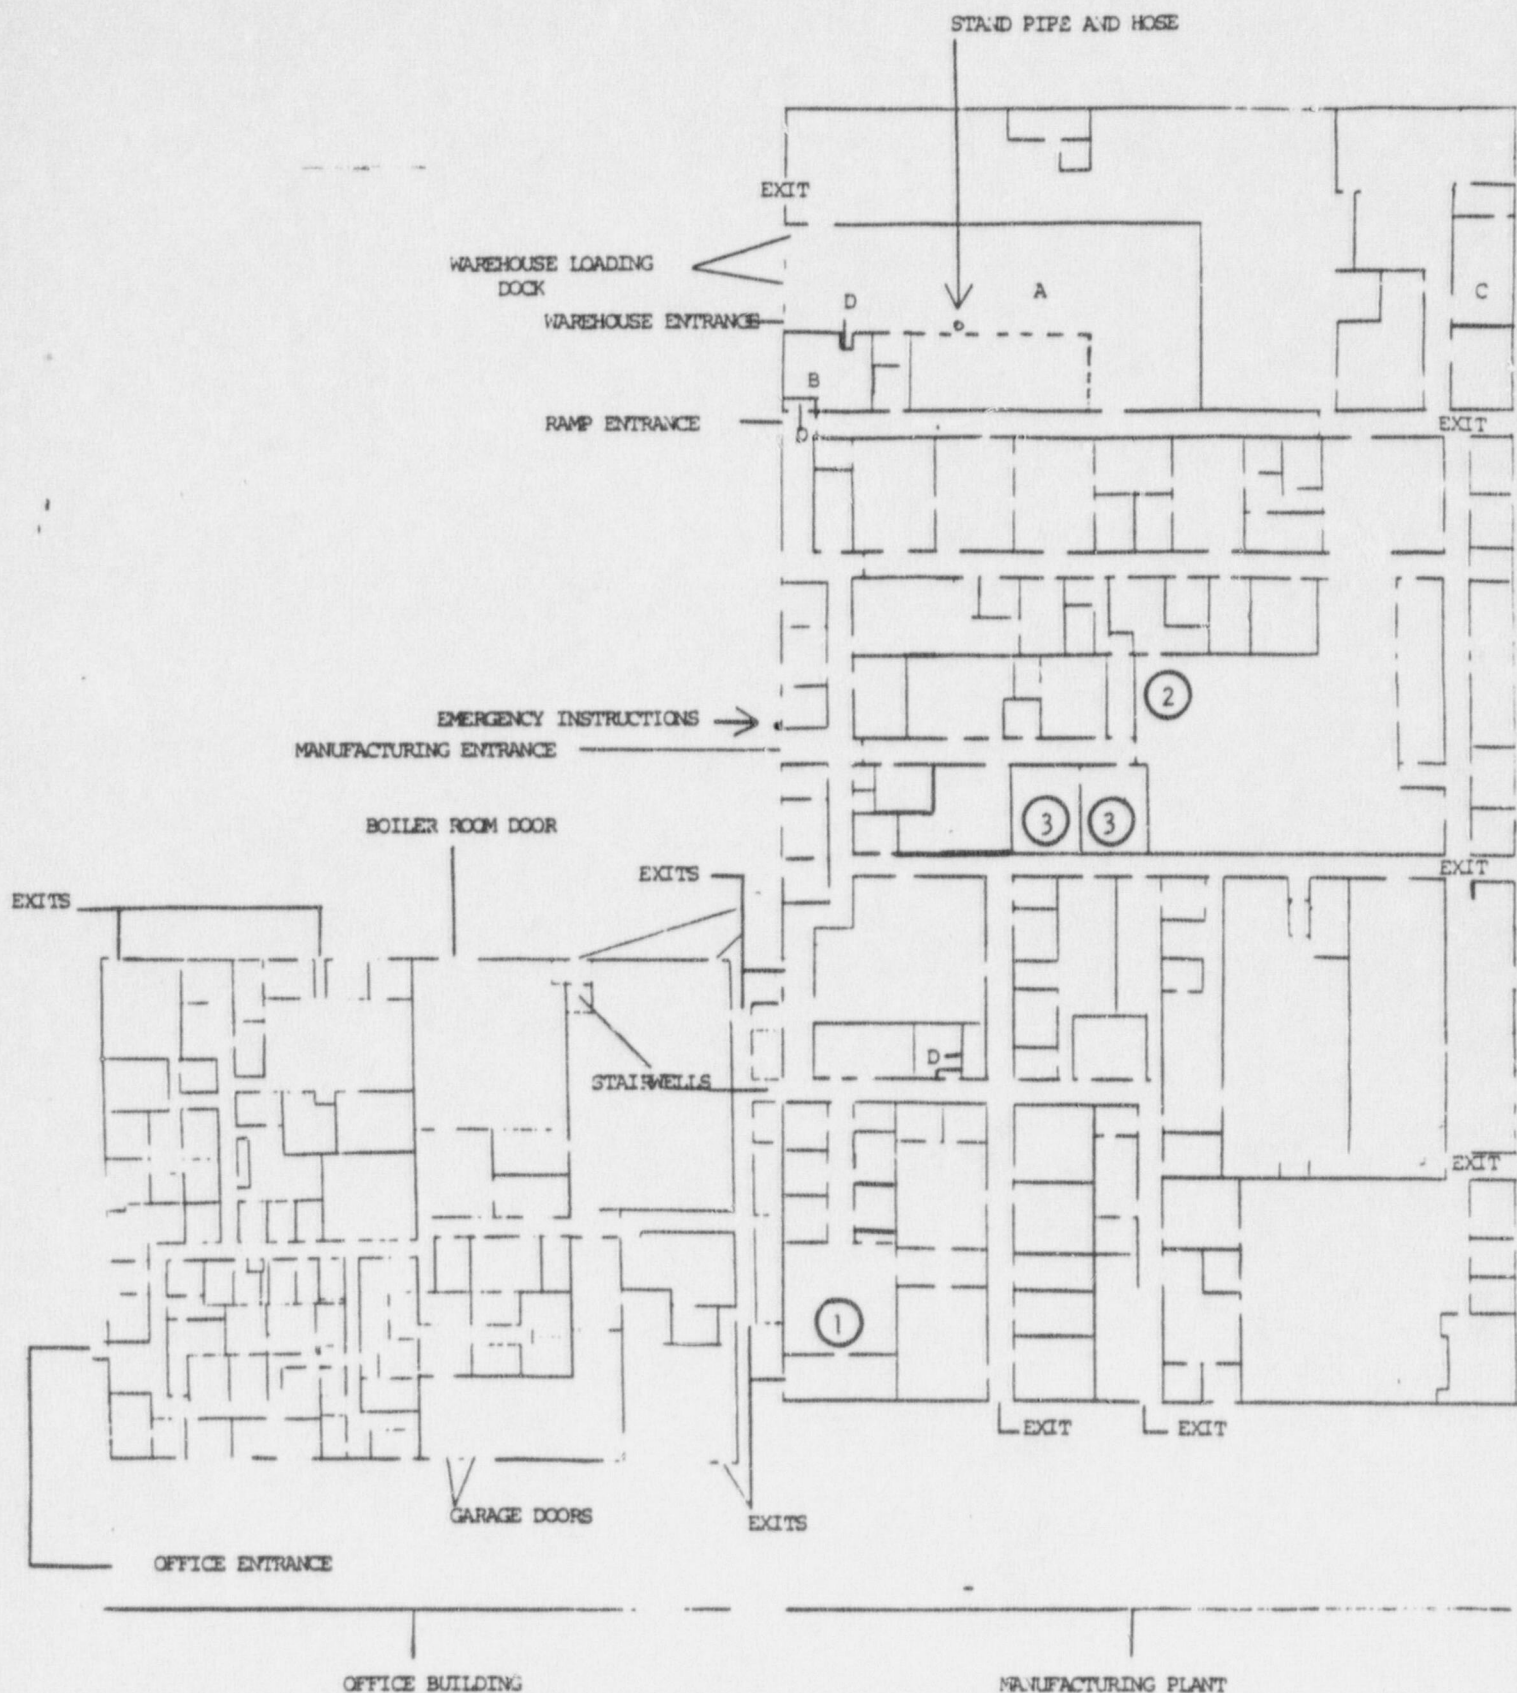 STAND PIPE AND HOSE
EXIT
WAREHOUSE LOADING
DOCK
A
C
D
WAREHOUSE ENTRANCE
B
RAMP ENTRANCE
D
EXIT
2
EMERGENCY INSTRUCTIONS
MANUFACTURING ENTRANCE
3
3
BOILER ROOM DOOR
EXIT
EXITS
EXITS
D
STAIRWELLS
EXIT
1
EXIT
EXIT
GARAGE DOORS
EXITS
OFFICE ENTRANCE
OFFICE BUILDING
MANUFACTURING PLANT